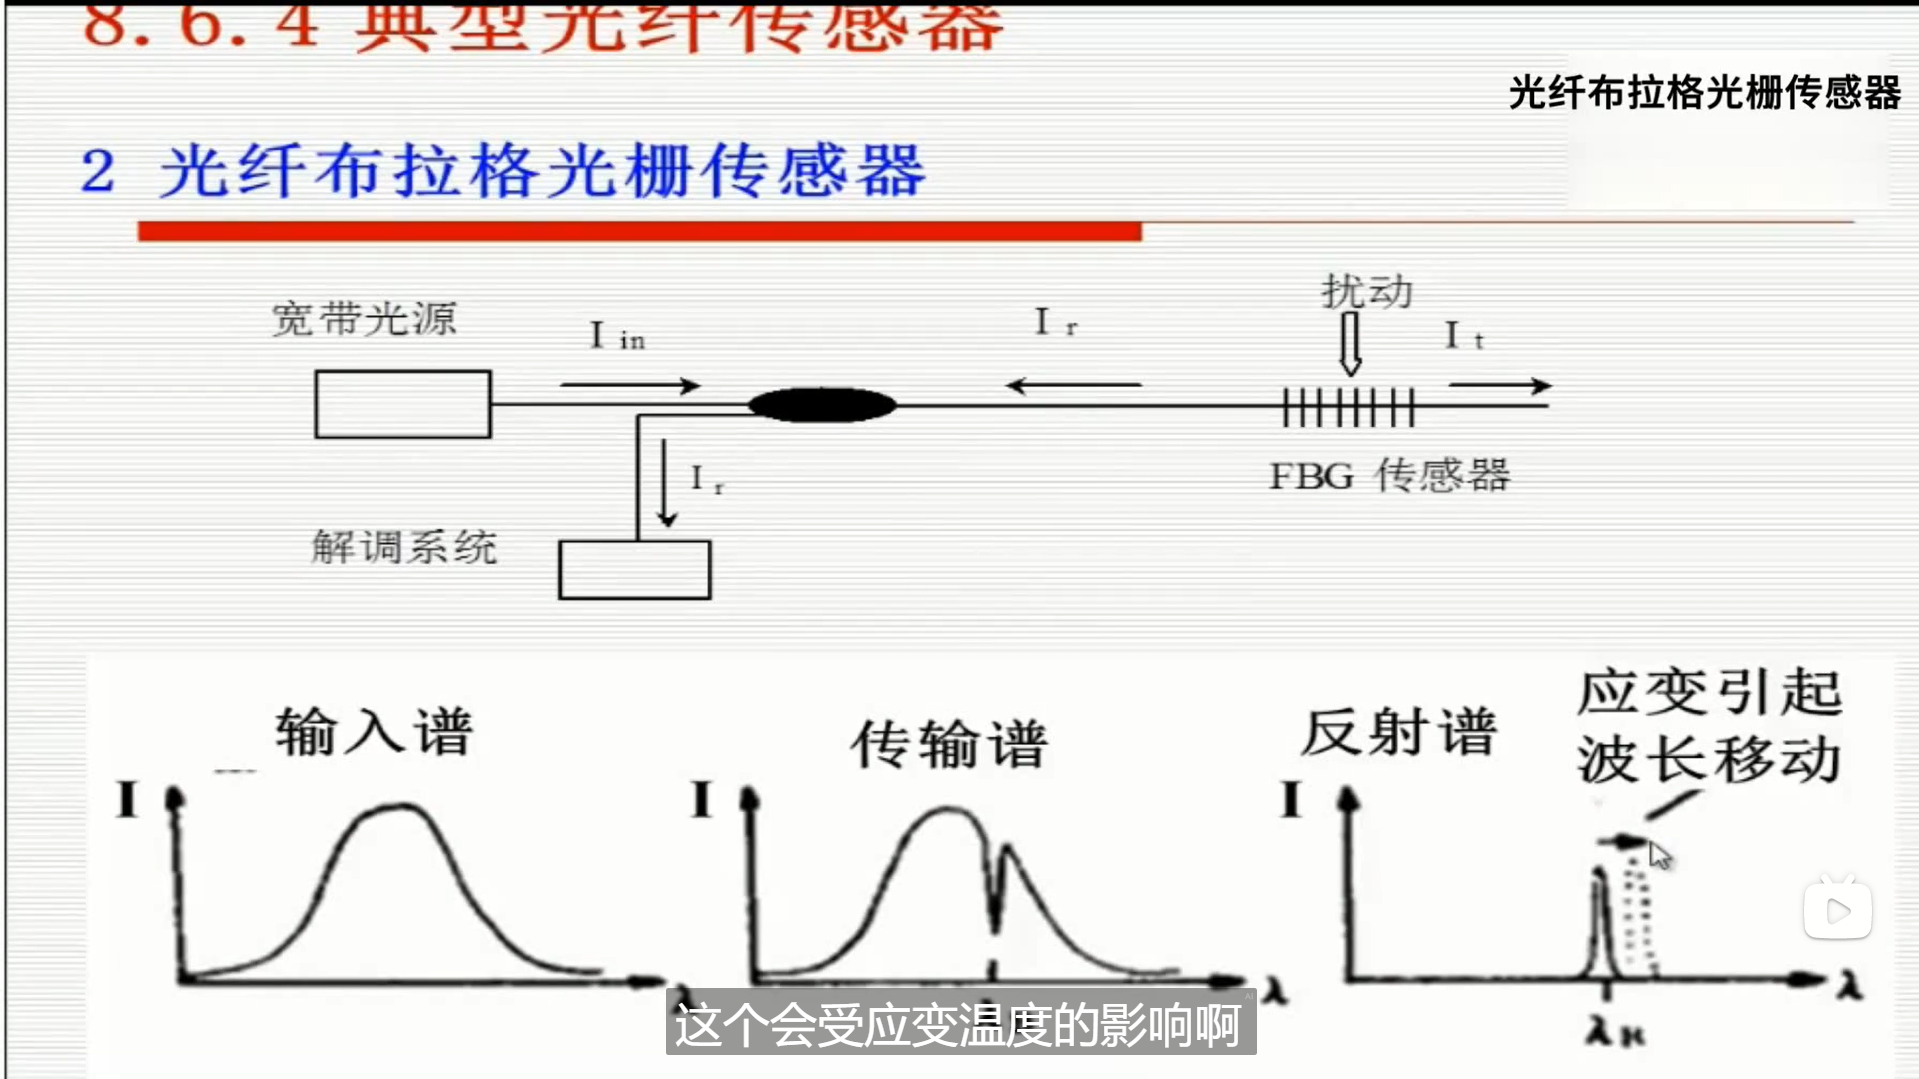 8.6.4 典型光纤传感器
光纤布拉格光栅传感器
2 光纤布拉格光栅传感器
扰动
宽带光源
I in
I r
I t
I r
FBG 传感器
解调系统
输入谱
传输谱
反射谱
应变引起
波长移动
I
I
I
λ
λ
λ
这个会受应变温度的影响啊